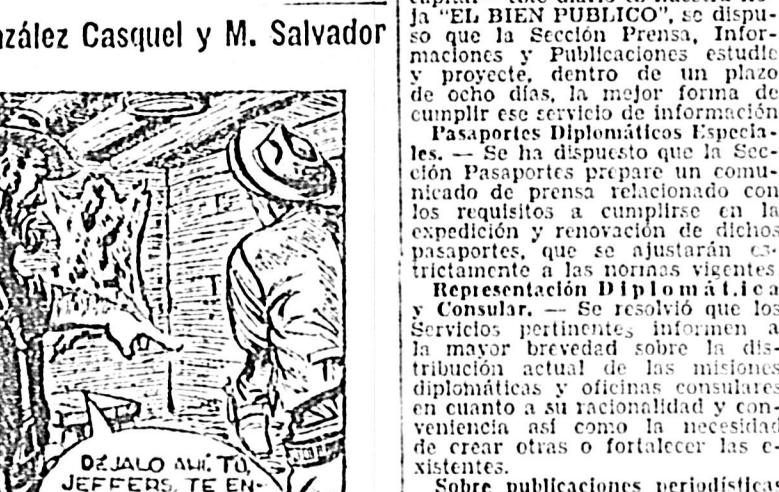 nzález Casquel y M. Salvador
DÉJALO AHÍ. TÚ,
JEFFERS, TE EN-
ja "EL BIEN PUBLICO", se dispu-
so que la Sección Prensa, Infor-
maciones y Publicaciones estudie
y proyecte, dentro de un plazo
de ocho días, la mejor forma de
cumplir ese servicio de información
Pasaportes Diplomáticos Especia-
les. — Se ha dispuesto que la Sec-
ción Pasaportes prepare un comu-
nicado de prensa relacionado con
los requisitos a cumplirse en la
expedición y renovación de dichos
pasaportes, que se ajustarán es-
trictamente a las normas vigentes
Representación Diplomática
y Consular. — Se resolvió que los
Servicios pertinentes informen a
la mayor brevedad sobre la dis-
tribución actual de las misiones
diplomáticas y oficinas consulares
en cuanto a su racionalidad y con-
veniencia así como la necesidad
de crear otras o fortalecer las e-
xistentes.
Sobre publicaciones periodísticas